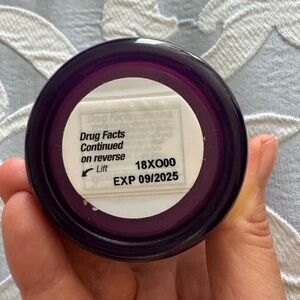 Drug Facts
Continued
on reverse
Lift
18XO00
EXP 09/2025